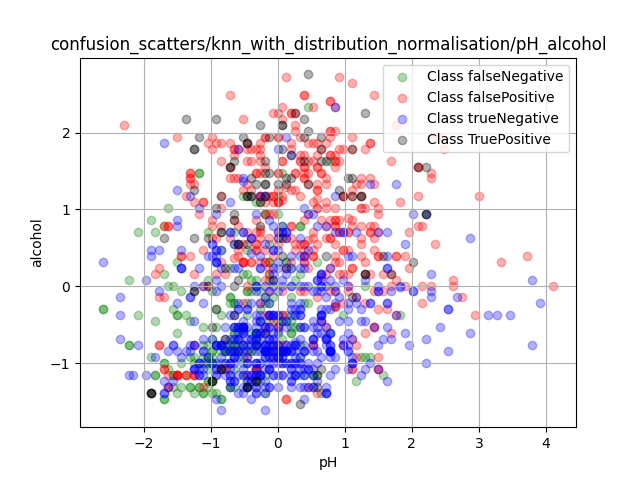 confusion_scatters/knn_with_distribution_normalisation/pH_alcohol
Class falseNegative
Class falsePositive
Class trueNegative
Class TruePositive
2
1
0
−1
alcohol
−2
−1
0
1
2
3
4
pH